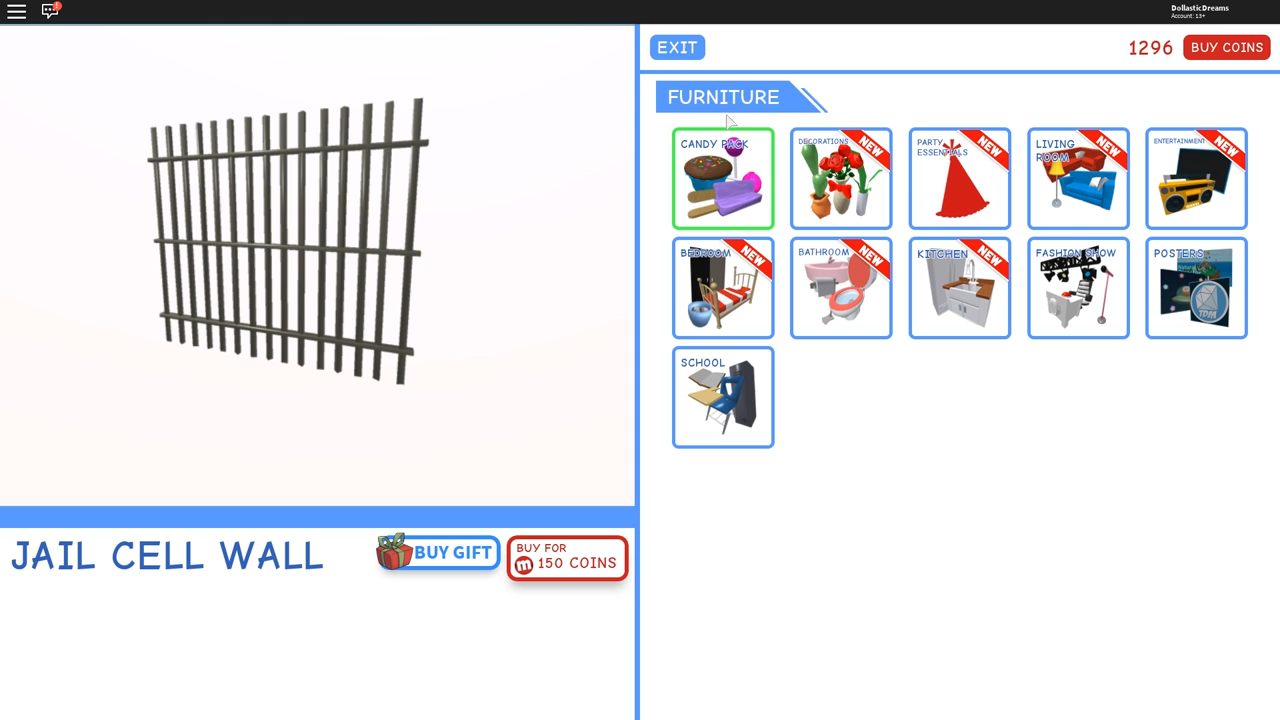 DollasticDreams
Account: 13+
EXIT
1296
BUY COINS
FURNITURE
CANDY PACK
DECORATIONS
NEW
PARTY
ESSENTIALS
NEW
LIVING
ROOM
NEW
ENTERTAINMENT
NEW
BEDROOM
NEW
BATHROOM
NEW
KITCHEN
NEW
FASHION SHOW
POSTERS
TDM
SCHOOL
JAIL CELL WALL
BUY GIFT
BUY FOR
m 150 COINS